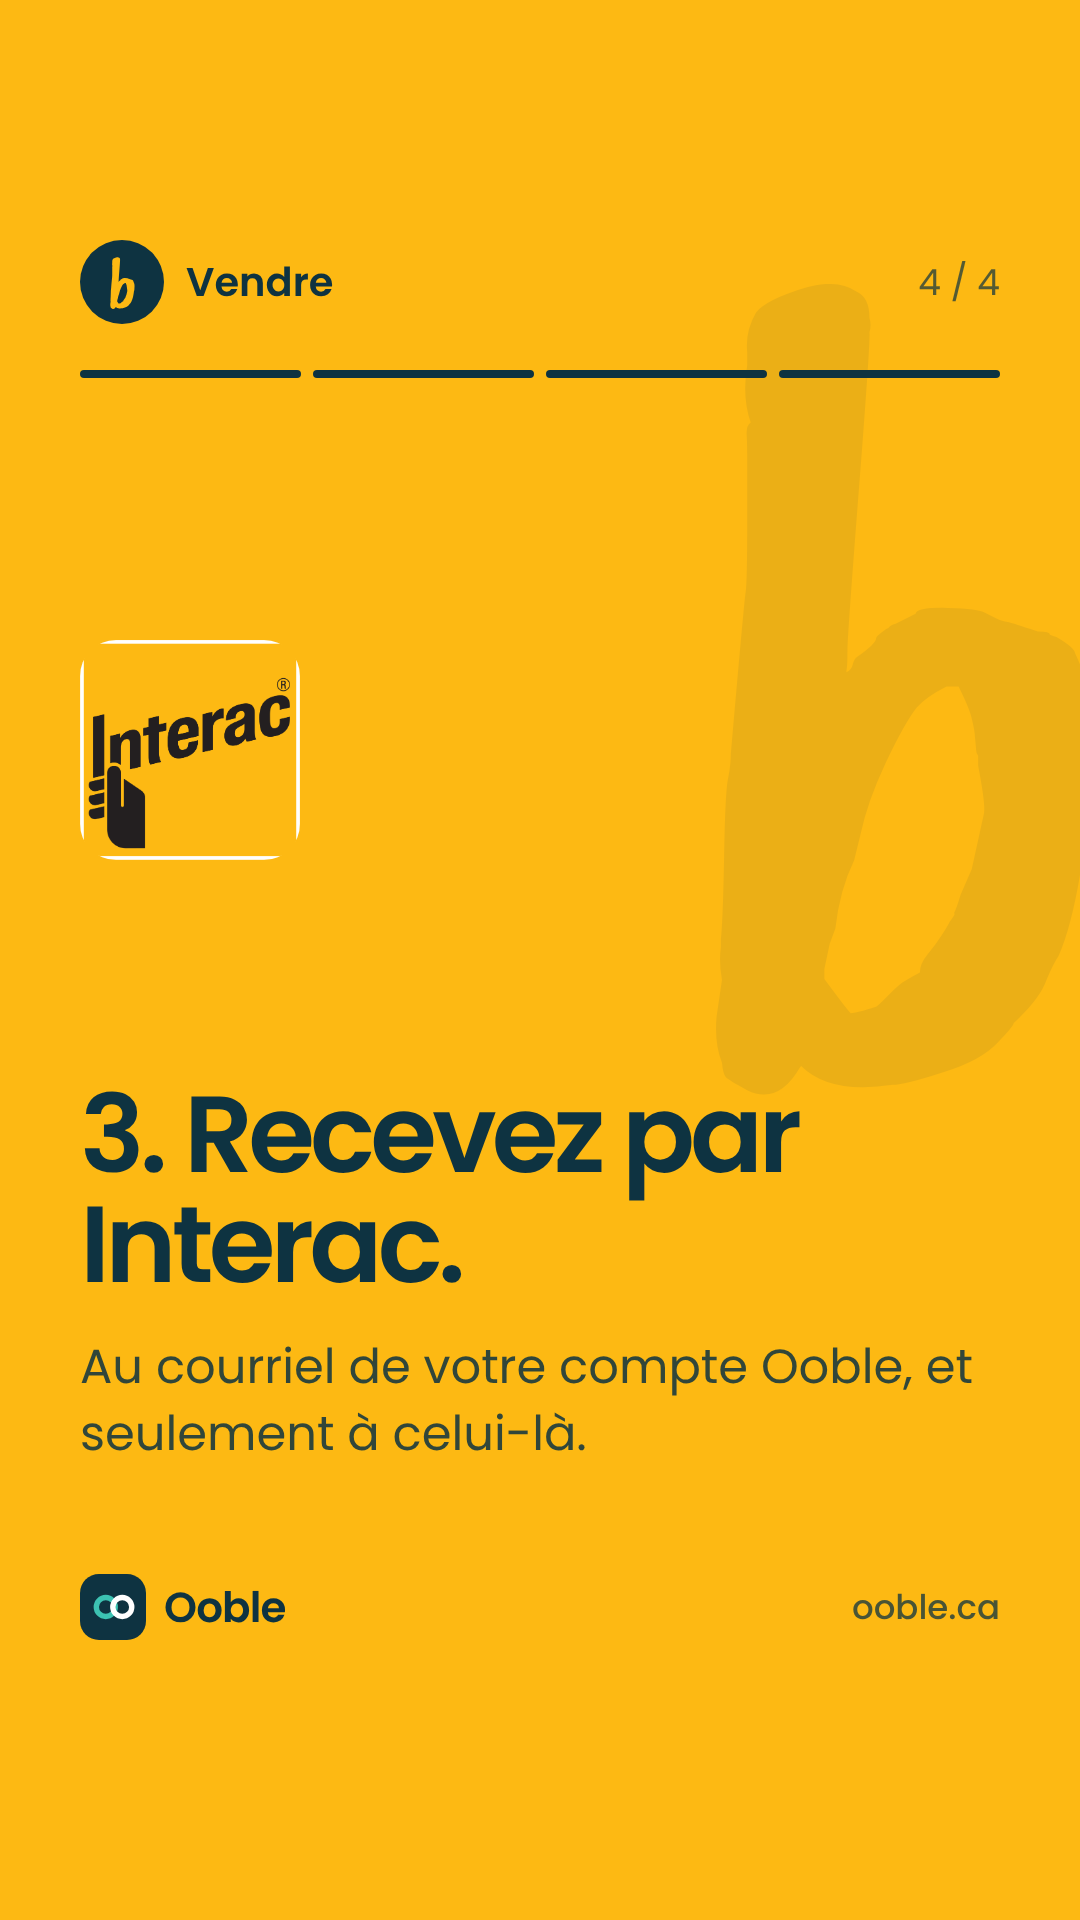 b Vendre
4 / 4
Interac®
3. Recevez par
Interac.
Au courriel de votre compte Ooble, et
seulement à celui-là.
Ooble
ooble.ca